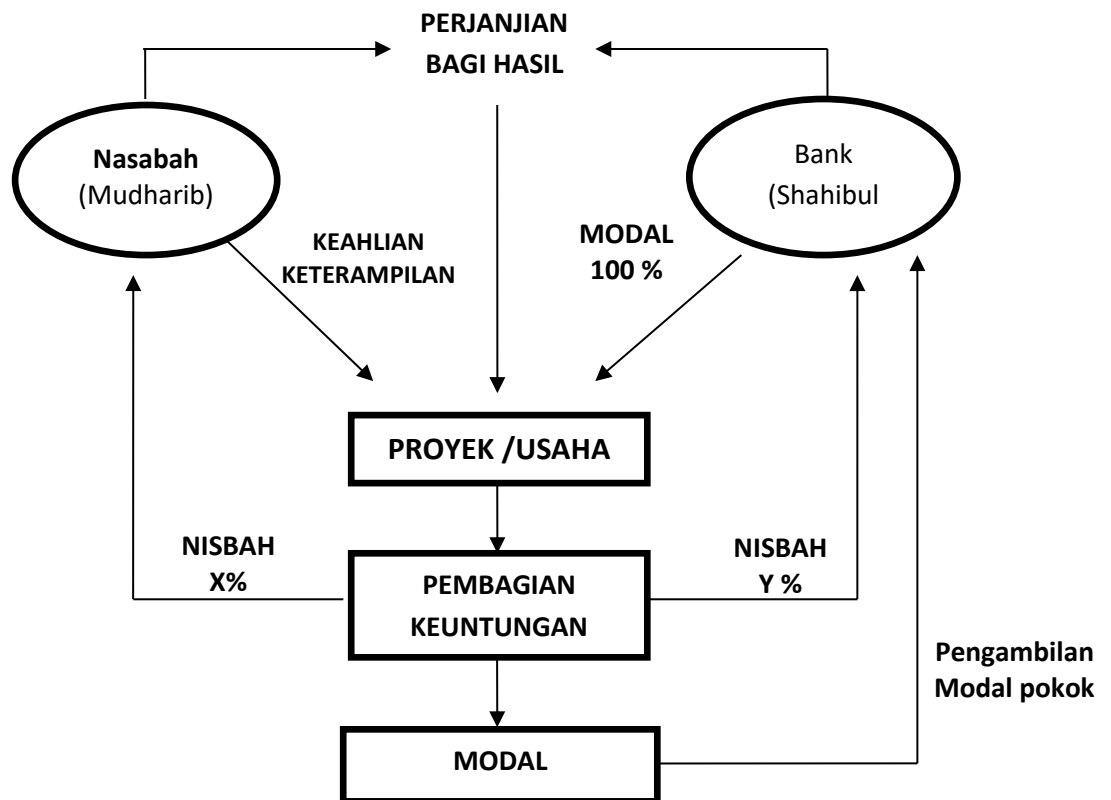 PERJANJIAN
BAGI HASIL
Nasabah
(Mudharib)
Bank
(Shahibul
KEAHLIAN
KETERAMPILAN
MODAL
100 %
PROYEK /USAHA
NISBAH
X%
NISBAH
Y %
PEMBAGIAN
KEUNTUNGAN
Pengambilan
Modal pokok
MODAL